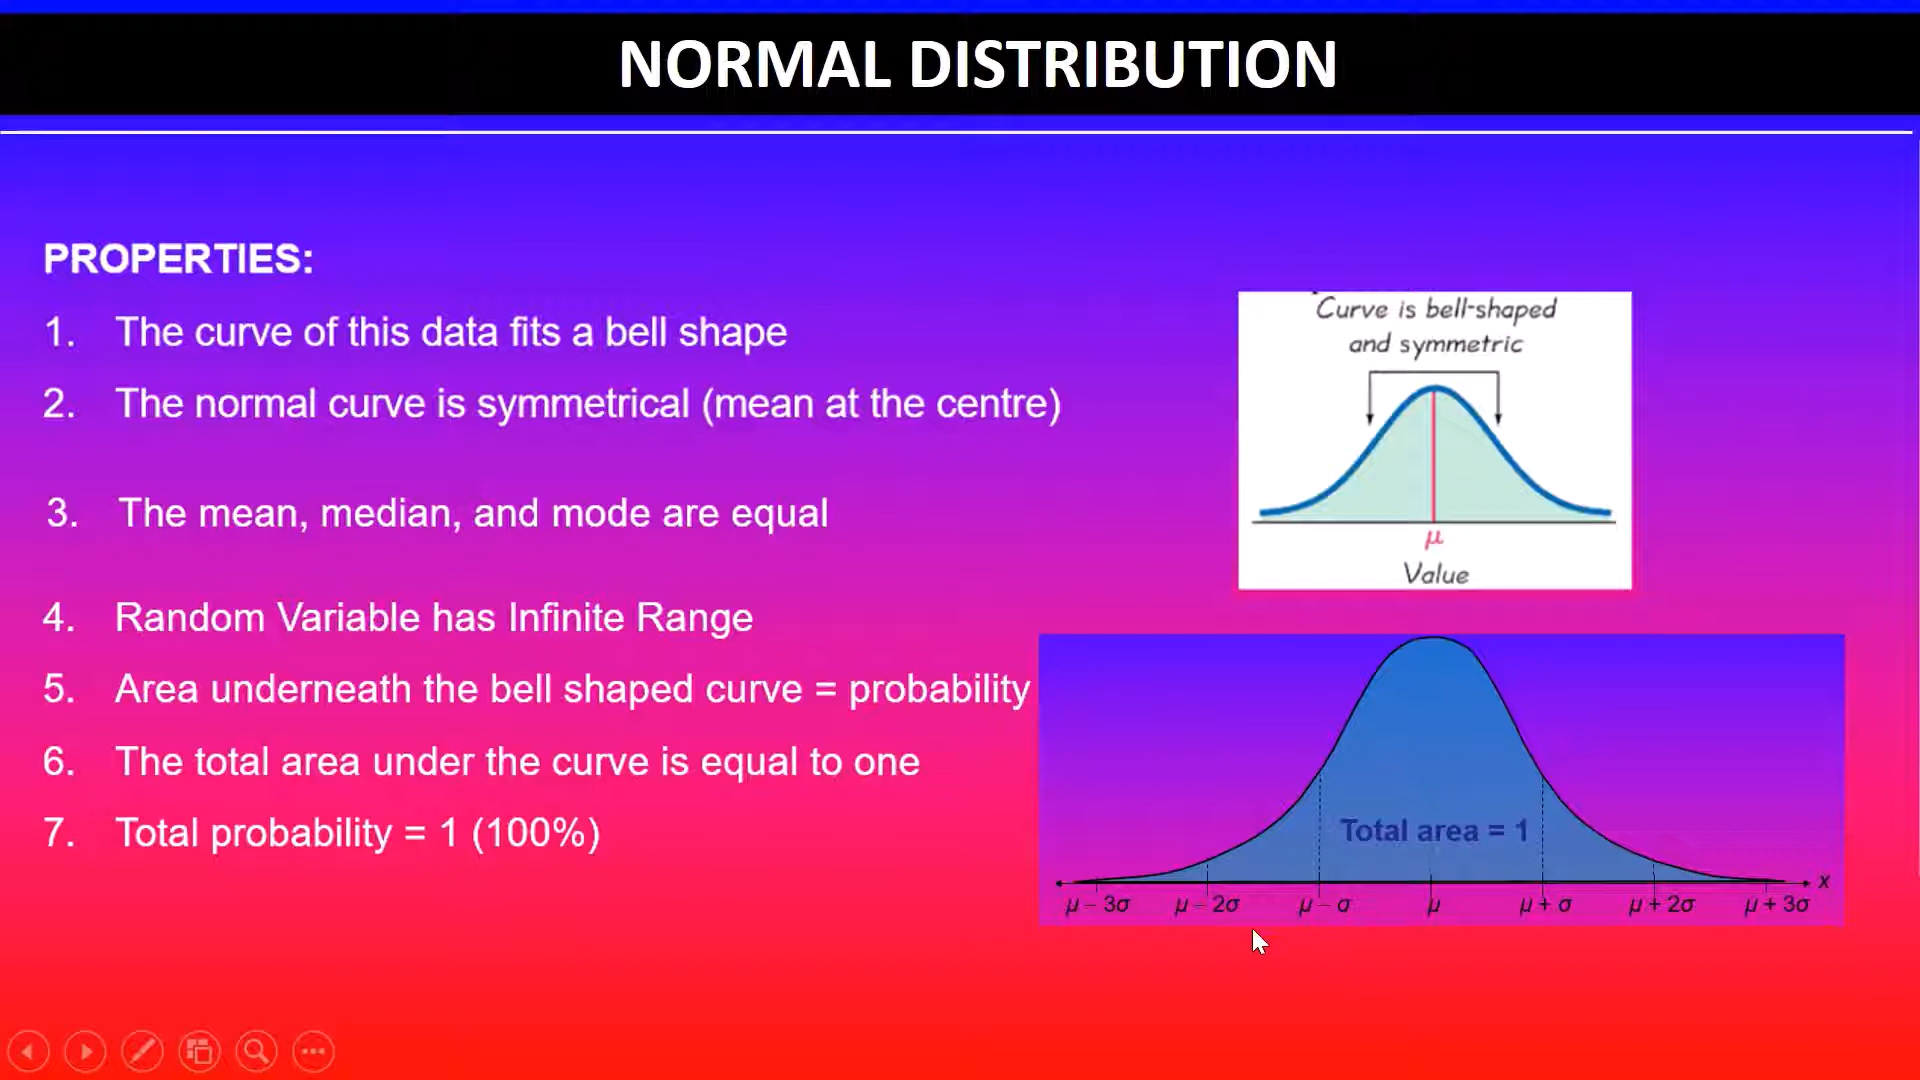 NORMAL DISTRIBUTION
PROPERTIES:
1. The curve of this data fits a bell shape
2. The normal curve is symmetrical (mean at the centre)
3. The mean, median, and mode are equal
4. Random Variable has Infinite Range
5. Area underneath the bell shaped curve = probability
6. The total area under the curve is equal to one
7. Total probability = 1 (100%)
Curve is bell-shaped
and symmetric
μ
Value
Total area = 1
x
μ − 3σ μ − 2σ μ − σ μ μ + σ μ + 2σ μ + 3σ